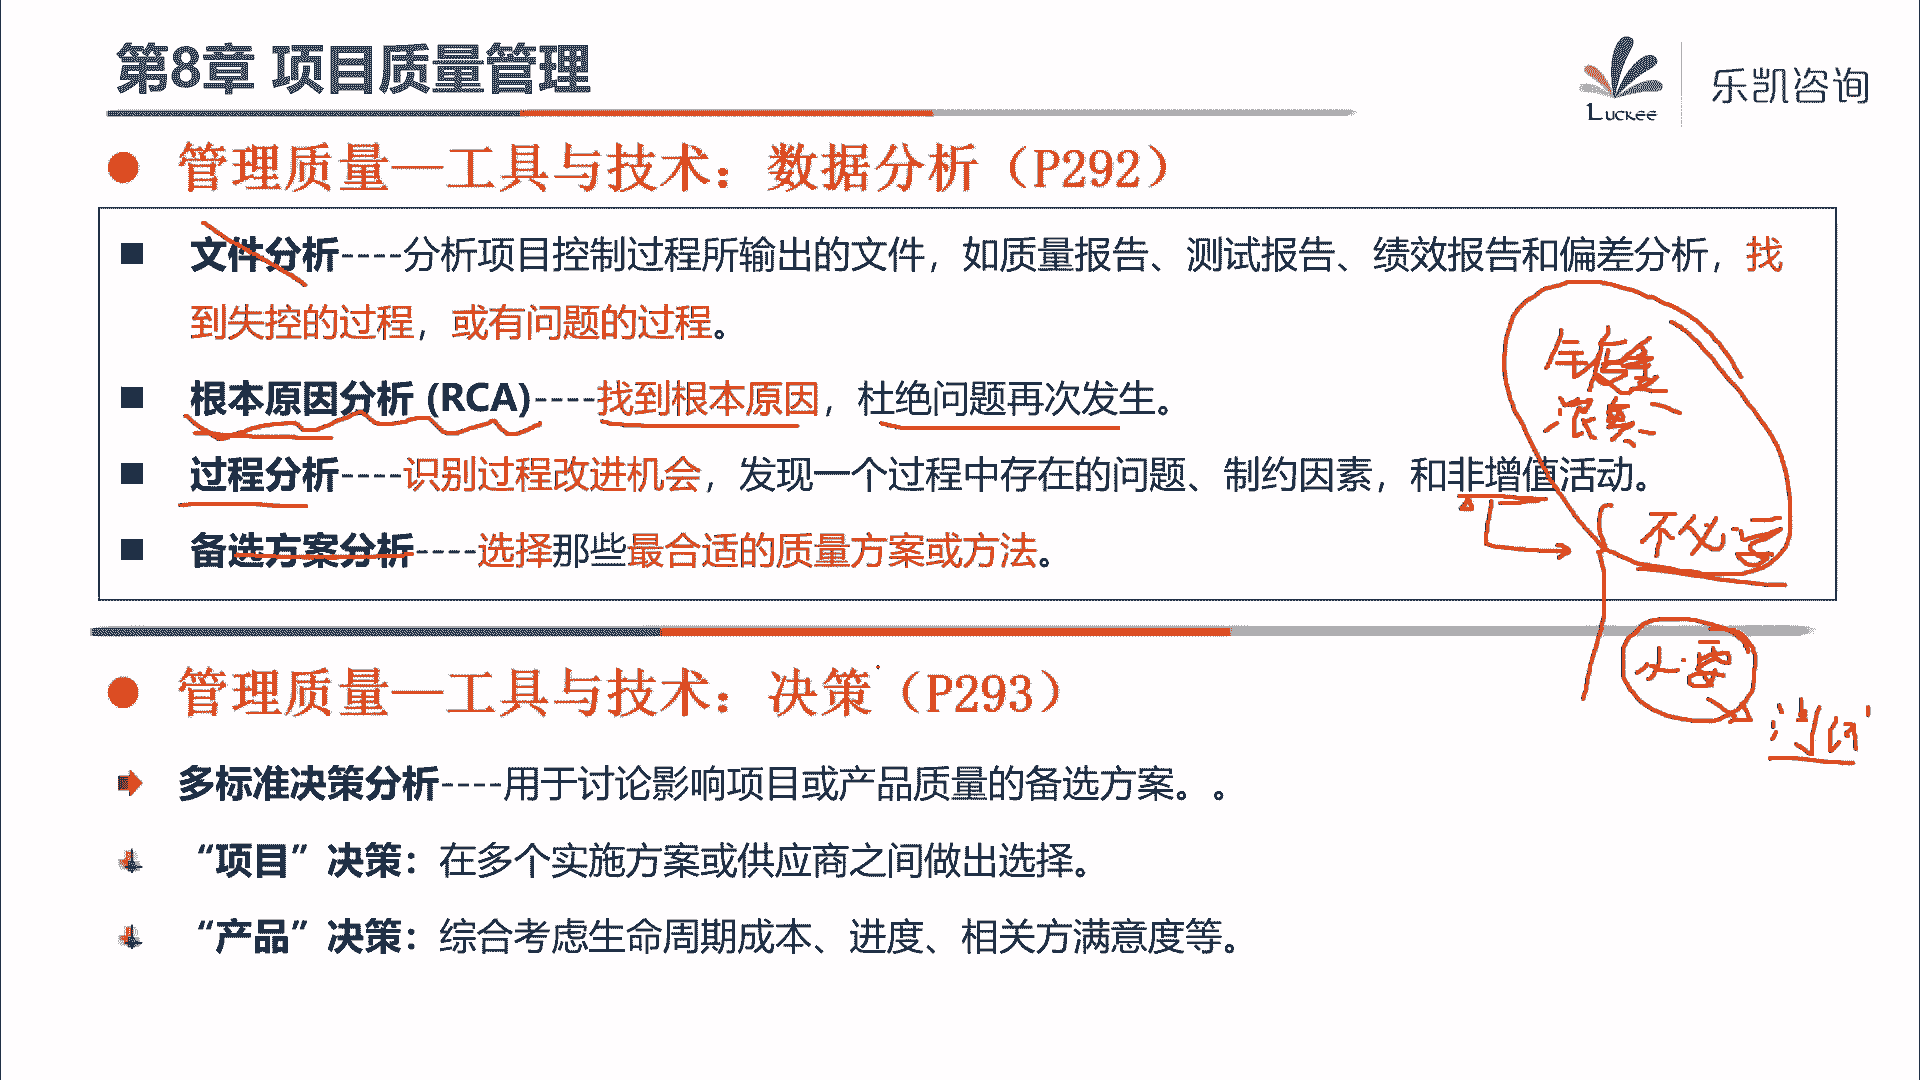 第8章 项目质量管理
Luckee
乐凯咨询
管理质量—工具与技术：数据分析（P292）
文件分析----分析项目控制过程所输出的文件，如质量报告、测试报告、绩效报告和偏差分析，找
到失控的过程，或有问题的过程。
根本原因分析 (RCA)----找到根本原因，杜绝问题再次发生。
过程分析----识别过程改进机会，发现一个过程中存在的问题、制约因素，和非增值活动。
备选方案分析----选择那些最合适的质量方案或方法。
不必要
必要
管理质量—工具与技术：决策（P293）
多标准决策分析----用于讨论影响项目或产品质量的备选方案。。
“项目”决策：在多个实施方案或供应商之间做出选择。
“产品”决策：综合考虑生命周期成本、进度、相关方满意度等。